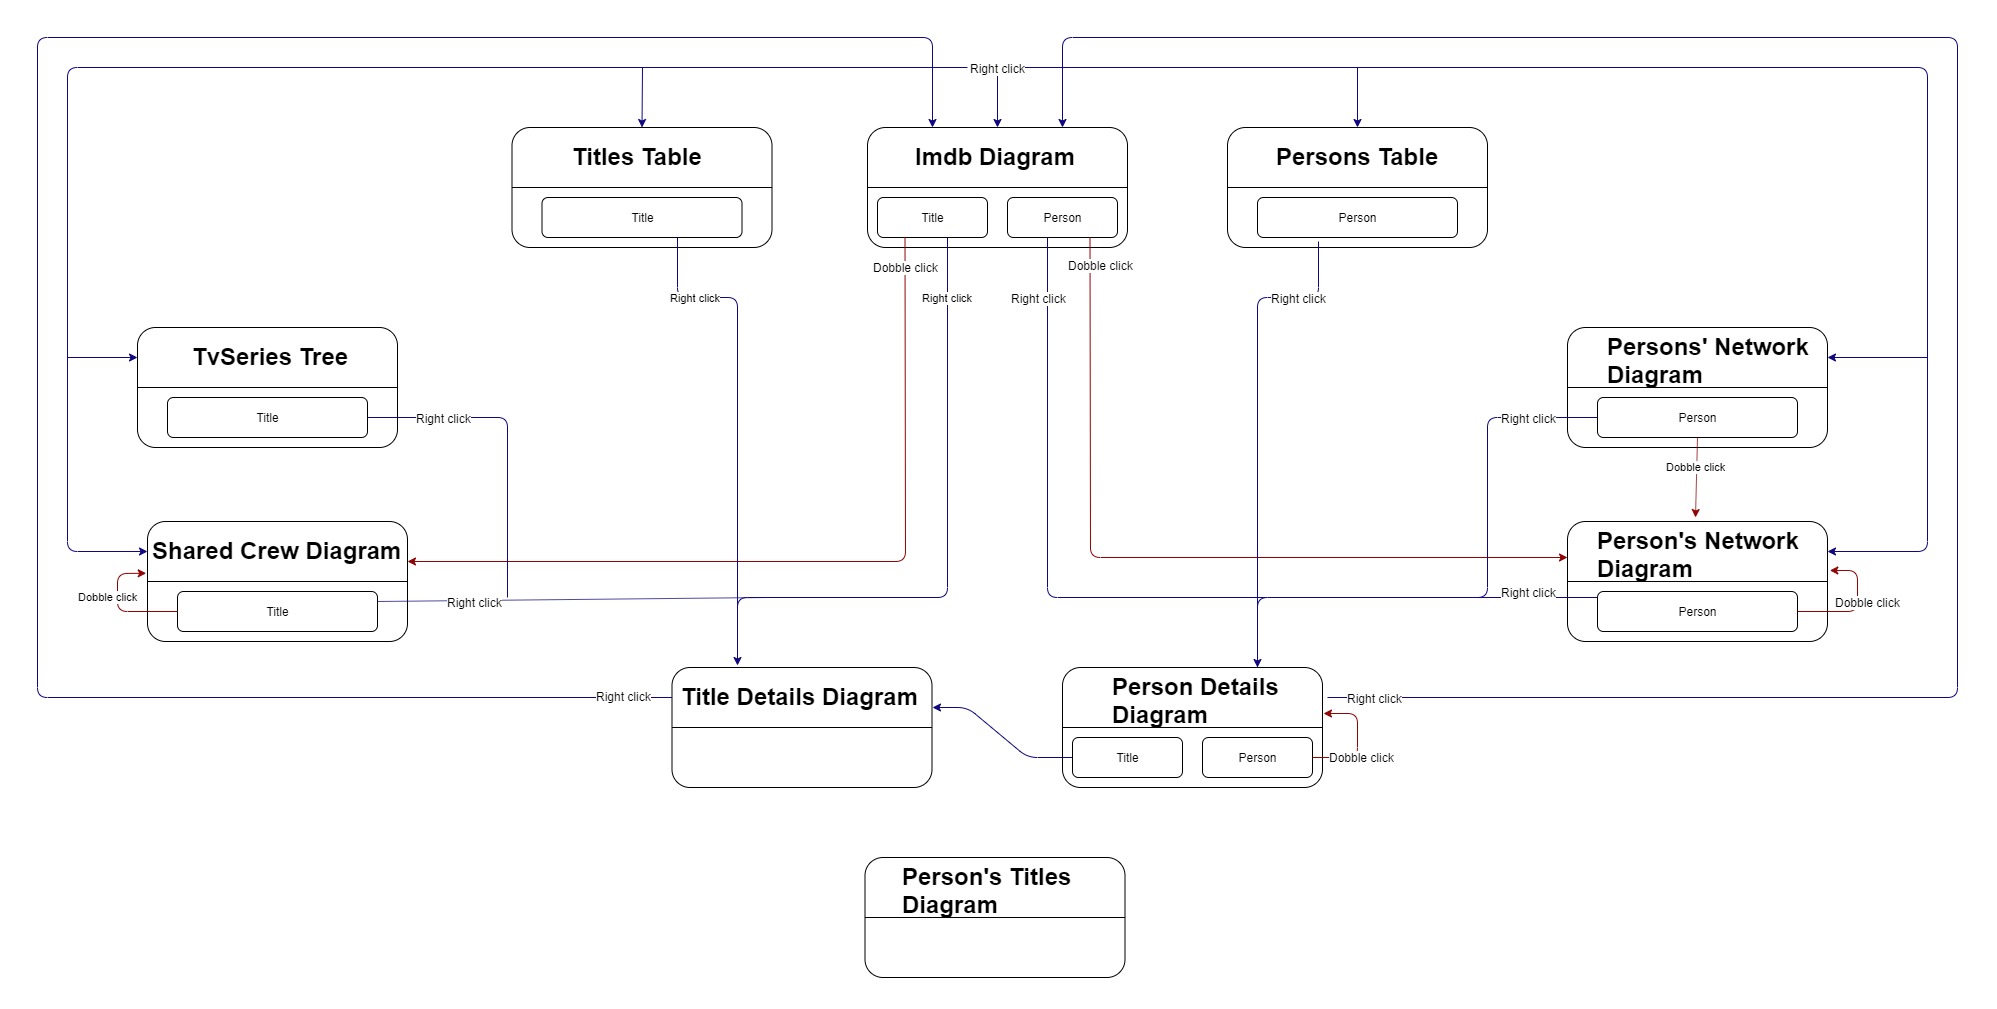 Right click
Titles Table
Imdb Diagram
Persons Table
Title
Title
Person
Person
Dobble click
Dobble click
Right click
Right click
Right click
Right click
TvSeries Tree
Persons' Network
Diagram
Title
Right click
Right click
Person
Dobble click
Shared Crew Diagram
Person's Network
Diagram
Dobble click
Title
Right click
Right click
Person
Dobble click
Right click
Title Details Diagram
Person Details
Diagram
Right click
Title
Person
Dobble click
Person's Titles
Diagram